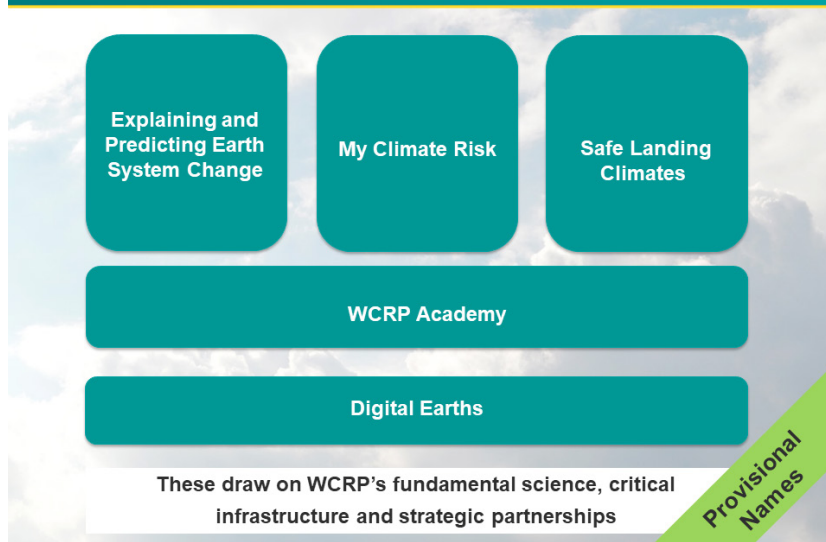 Explaining and
Predicting Earth
System Change
My Climate Risk
Safe Landing
Climates
WCRP Academy
Digital Earths
These draw on WCRP's fundamental science, critical
infrastructure and strategic partnerships
Provisional
Names